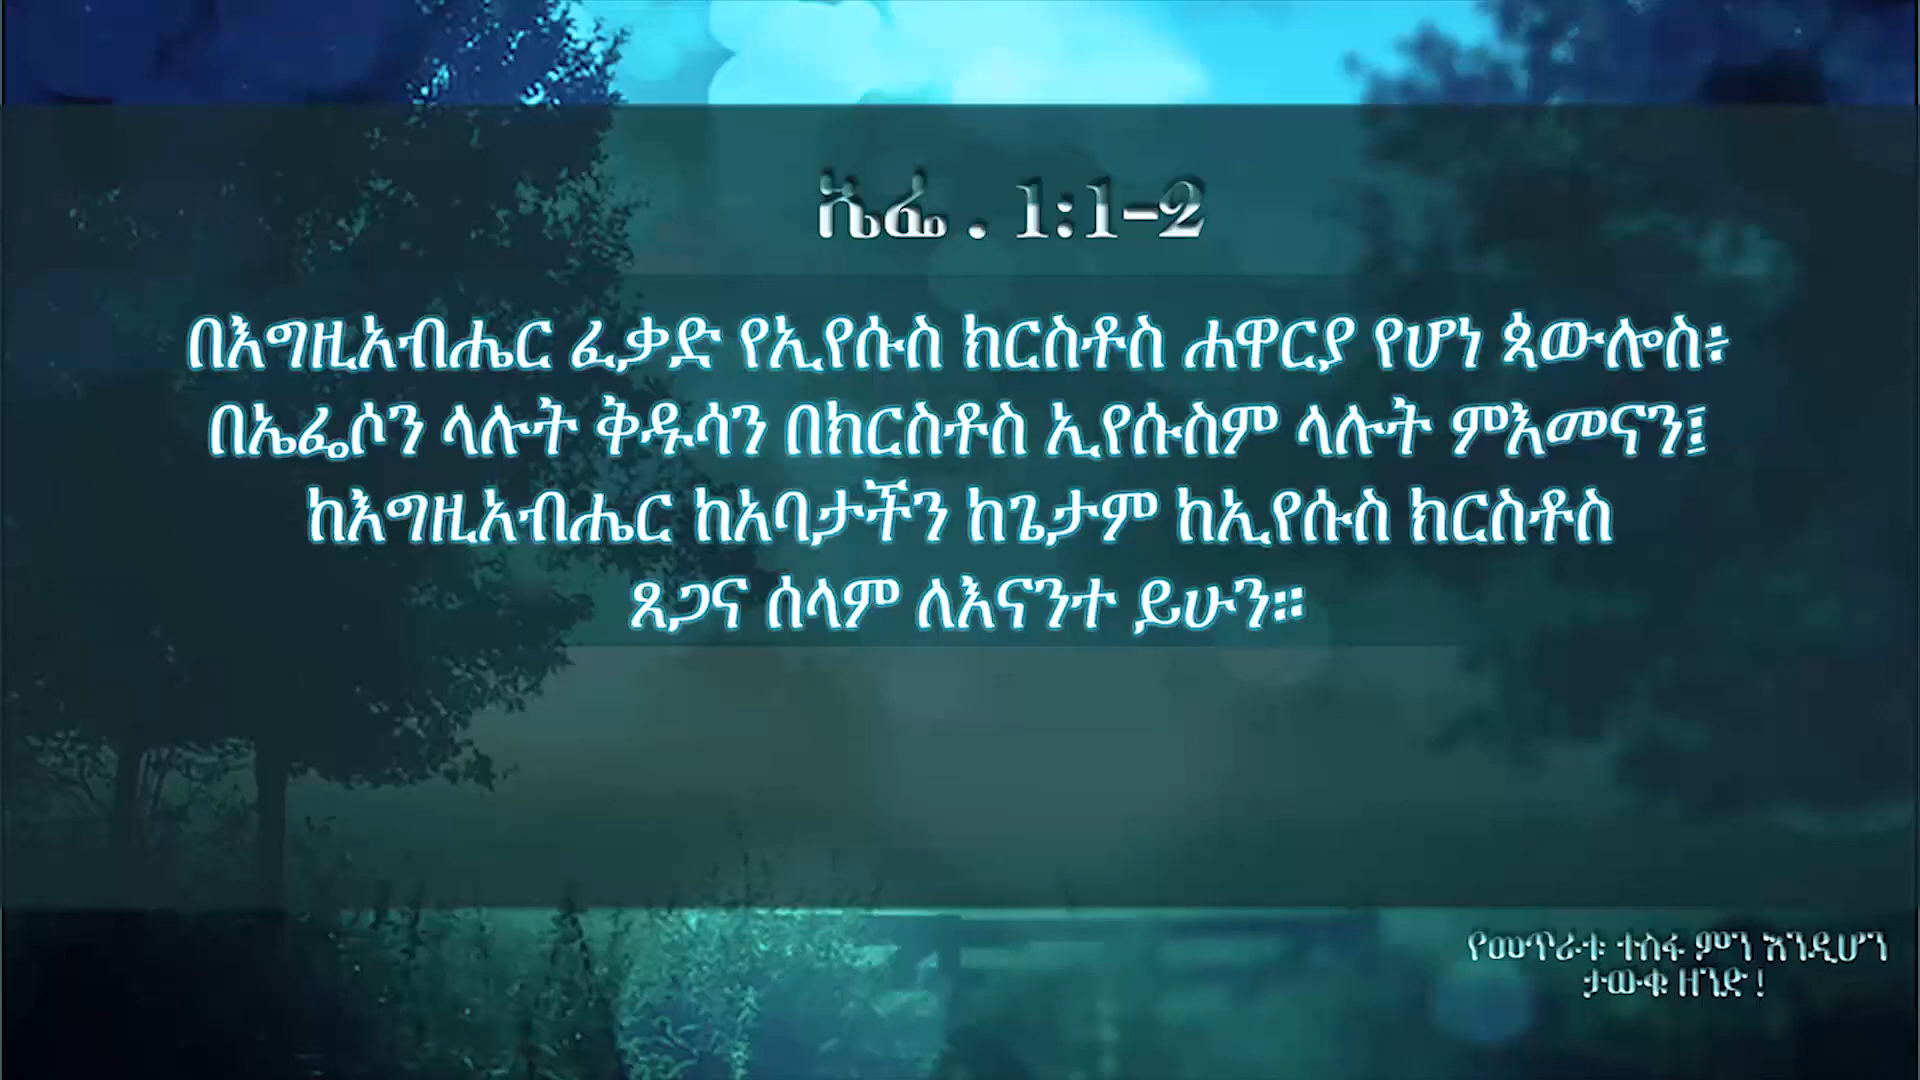 ኤፌ . 1:1-2
በእግዚአብሔር ፈቃድ የኢየሱስ ክርስቶስ ሐዋርያ የሆነ ጳውሎስ፥
በኤፌሶን ላሉት ቅዱሳን በክርስቶስ ኢየሱስም ላሉት ምእመናን፤
ከእግዚአብሔር ከአባታችን ከጌታም ከኢየሱስ ክርስቶስ
ጸጋና ሰላም ለእናንተ ይሁን።
የመጥራቱ ተስፋ ምን እንዲሆን
ታውቁ ዘንድ !